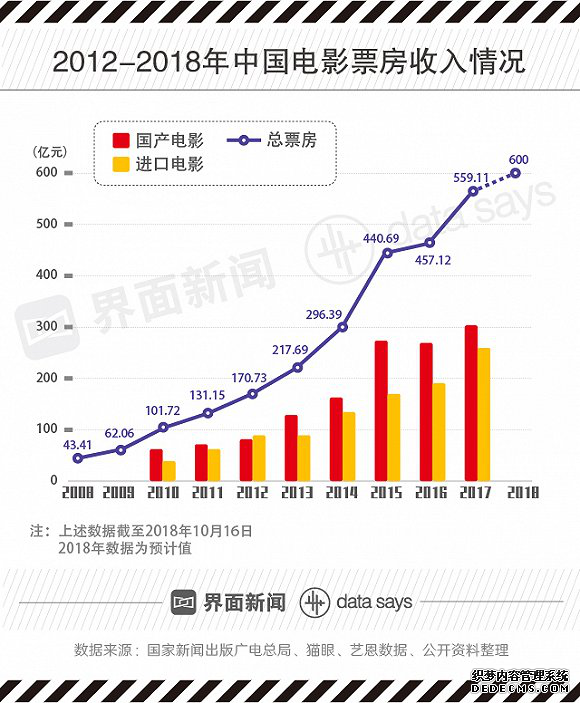 2012-2018年中国电影票房收入情况
国产电影 总票房
进口电影
(亿元)
600
500
400
300
200
100
0
43.41
62.06
101.72
131.15
170.73
217.69
296.39
440.69
457.12
559.11
600
2008 2009 2010 2011 2012 2013 2014 2015 2016 2017 2018
界面新闻 data says
注：上述数据截至2018年10月16日
2018年数据为预计值
界面新闻 data says
数据来源：国家新闻出版广电总局、猫眼、艺恩数据、公开资料整理
织梦内容管理系统
DEDECMS.COM